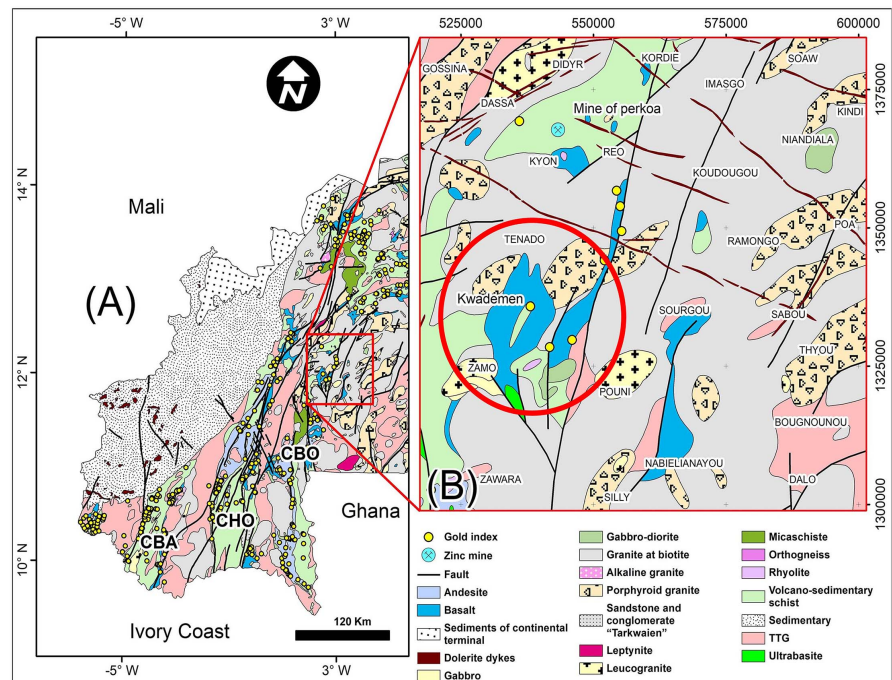 -5° W
3° W
525000
550000
575000
600000
N
14° N
12° N
10° N
Mali
(A)
CBO
CHO
CBA
Ghana
Ivory Coast
120 Km
-5° W
3° W
GOSSINA
DIDYR
KORDIE
SOAW
DASSA
IMASGO
Mine of perkoa
KINDI
NIANDIALA
KYON
REO
KOUDOUGOU
TENADO
RAMONGO
POA
Kwademen
SOURGOU
SABOU
ZAMO
POUNI
THYOU
BOUGNOUNOU
ZAWARA
NABIELIANAYOU
DALO
SILLY
(B)
1375000
1350000
1325000
1300000
Gold index
Zinc mine
Fault
Andesite
Basalt
Sediments of continental
terminal
Dolerite dykes
Gabbro
Gabbro-diorite
Granite at biotite
Alkaline granite
Porphyroid granite
Sandstone and
conglomerate
“Tarkwaien”
Leptynite
Leucogranite
Micaschiste
Orthogneiss
Rhyolite
Volcano-sedimentary
schist
Sedimentary
TTG
Ultrabasite